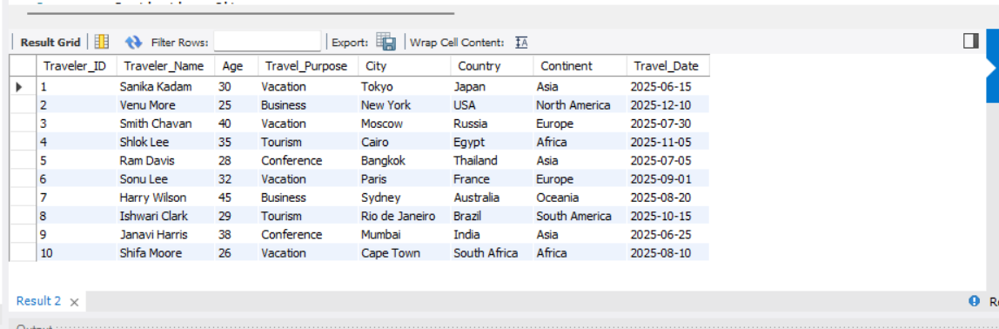 Result Grid Filter Rows: Export: Wrap Cell Content: IA
Traveler_ID Traveler_Name Age Travel_Purpose City Country Continent Travel_Date
1 Sanika Kadam 30 Vacation Tokyo Japan Asia 2025-06-15
2 Venu More 25 Business New York USA North America 2025-12-10
3 Smith Chavan 40 Vacation Moscow Russia Europe 2025-07-30
4 Shlok Lee 35 Tourism Cairo Egypt Africa 2025-11-05
5 Ram Davis 28 Conference Bangkok Thailand Asia 2025-07-05
6 Sonu Lee 32 Vacation Paris France Europe 2025-09-01
7 Harry Wilson 45 Business Sydney Australia Oceania 2025-08-20
8 Ishwari Clark 29 Tourism Rio de Janeiro Brazil South America 2025-10-15
9 Janavi Harris 38 Conference Mumbai India Asia 2025-06-25
10 Shifa Moore 26 Vacation Cape Town South Africa Africa 2025-08-10
Result 2